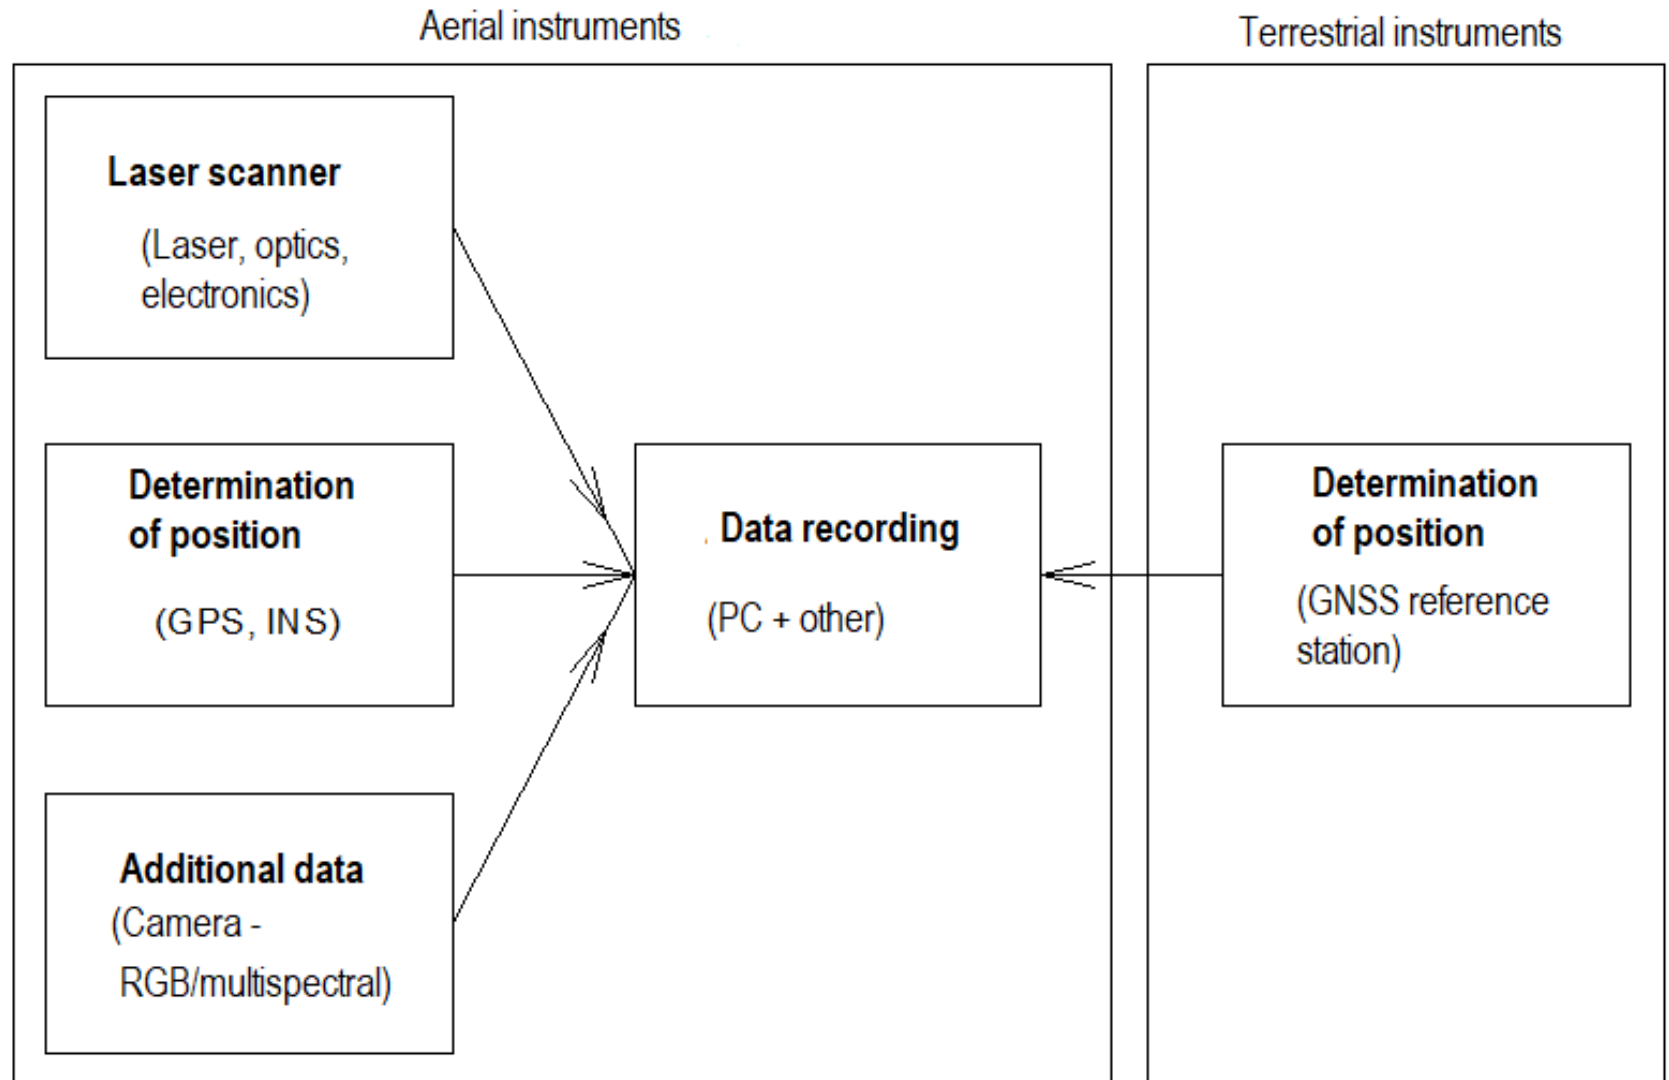 Aerial instruments
Terrestrial instruments
Laser scanner
(Laser, optics,
electronics)
Determination
of position
(GPS, INS)
Additional data
(Camera -
RGB/multispectral)
Data recording
(PC + other)
Determination
of position
(GNSS reference
station)